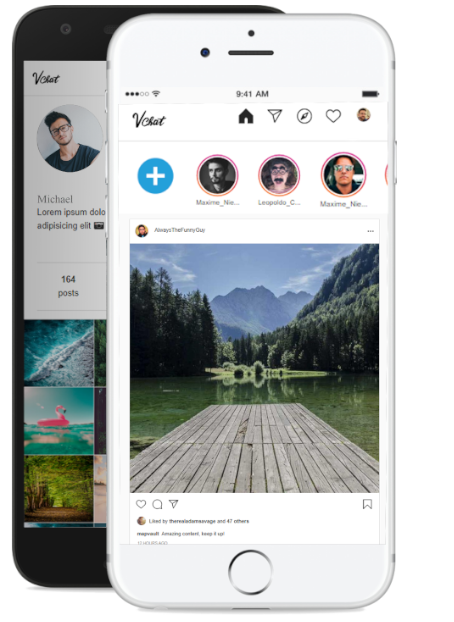 VChat
Michael
Lorem ipsum dolo
adipisicing elit
164
posts
9:41 AM
VChat
Maxime_Nie...
Leopoldo_C...
Maxime_Nie...
AlwaysTheFunnyGuy
Liked by therealadamsavage and 47 others
mapvault Amazing content, keep it up!
12 HOURS AGO